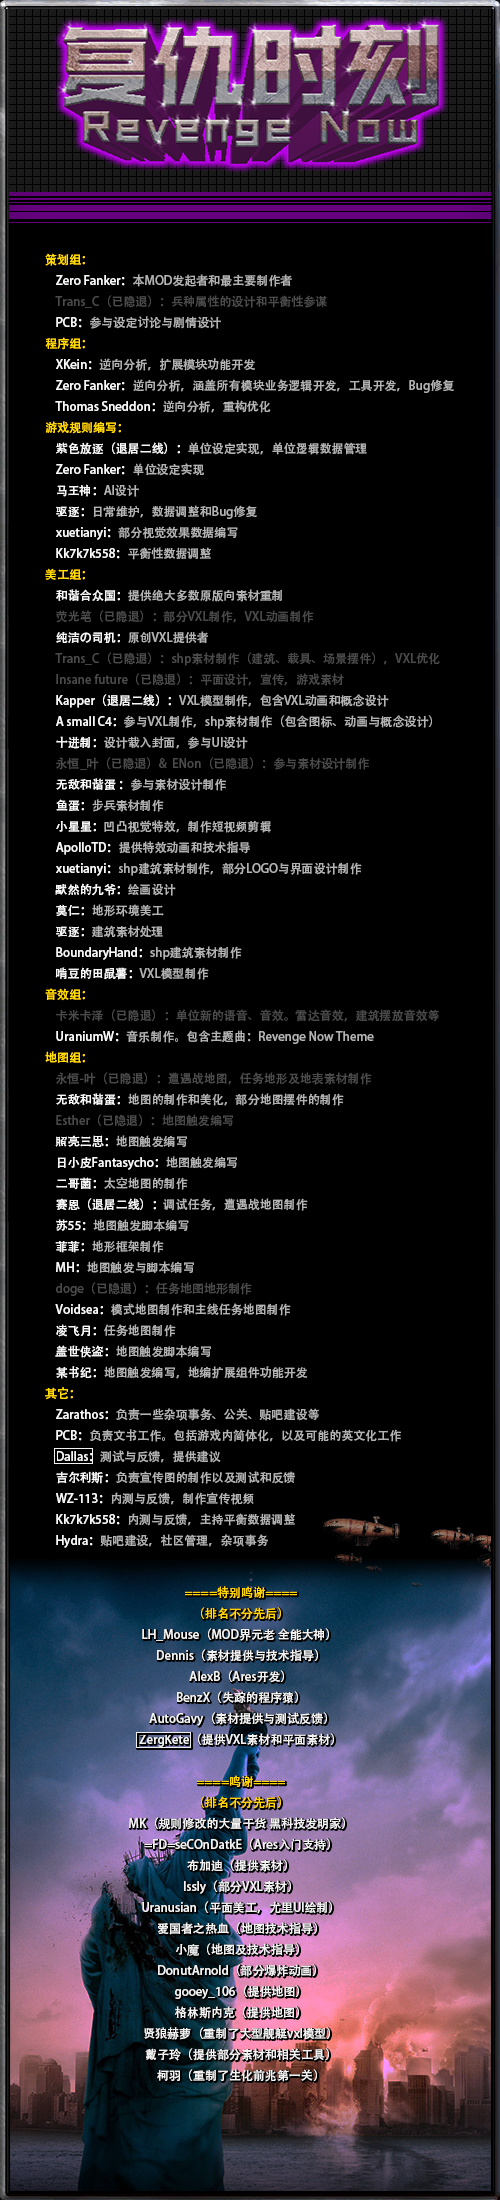 复仇时刻
Revenge Now
策划组：
Zero Fanker：本MOD发起者和最主要制作者
Trans_C（已隐退）：兵种属性的设计和平衡性参谋
PCB：参与设定讨论与剧情设计
程序组：
XKein：逆向分析，扩展模块功能开发
Zero Fanker：逆向分析，涵盖所有模块业务逻辑开发，工具开发，Bug修复
Thomas Sneddon：逆向分析，重构优化
游戏规则编写：
紫色放逐（退居二线）：单位设定实现，单位逻辑数据管理
Zero Fanker：单位设定实现
马王神：AI设计
驱逐：日常维护，数据调整和Bug修复
xuetianyi：部分视觉效果数据编写
Kk7k7k558：平衡性数据调整
美工组：
和谐合众国：提供绝大多数原版向素材重制
荧光笔（已隐退）：部分VXL制作，VXL动画制作
纯洁の司机：原创VXL提供者
Trans_C（已隐退）：shp素材制作（建筑、载具、场景摆件），VXL优化
Insane future（已隐退）：平面设计，宣传，游戏素材
Kapper（退居二线）：VXL模型制作，包含VXL动画和概念设计
A small C4：参与VXL制作，shp素材制作（包含图标、动画与概念设计）
十进制：设计载入封面，参与UI设计
永恒_叶（已隐退）& ENon（已隐退）：参与素材设计制作
无敌和谐蛋：参与素材设计制作
鱼蛋：步兵素材制作
小星星：凹凸视觉特效，制作短视频剪辑
ApolloTD：提供特效动画和技术指导
xuetianyi：shp建筑素材制作，部分LOGO与界面设计制作
默然的九爷：绘画设计
莫仁：地形环境美工
驱逐：建筑素材处理
BoundaryHand：shp建筑素材制作
啃豆的田鼠薯：VXL模型制作
音效组：
卡米卡泽（已隐退）：单位新的语音、音效。雷达音效，建筑摆放音效等
UraniumW：音乐制作。包含主题曲：Revenge Now Theme
地图组：
永恒-叶（已隐退）：遭遇战地图，任务地形及地表素材制作
无敌和谐蛋：地图的制作和美化，部分地图摆件的制作
Esther（已隐退）：地图触发编写
照亮三思：地图触发编写
日小皮Fantasycho：地图触发编写
二哥菌：太空地图的制作
赛恩（退居二线）：调试任务，遭遇战地图制作
苏55：地图触发脚本编写
菲菲：地形框架制作
MH：地图触发与脚本编写
doge（已隐退）：任务地图地形制作
Voidsea：模式地图制作和主线任务地图制作
凌飞月：任务地图制作
盖世侠盗：地图触发脚本编写
某书纪：地图触发编写，地编扩展组件功能开发
其它：
Zarathos：负责一些杂项事务、公关、贴吧建设等
PCB：负责文书工作。包括游戏内简体化，以及可能的英文化工作
Dallas：测试与反馈，提供建议
吉尔利斯：负责宣传图的制作以及测试和反馈
WZ-113：内测与反馈，制作宣传视频
Kk7k7k558：内测与反馈，主持平衡数据调整
Hydra：贴吧建设，社区管理，杂项事务
====特别鸣谢====
（排名不分先后）
LH_Mouse（MOD界元老 全能大神）
Dennis（素材提供与技术指导）
AlexB（Ares开发）
BenzX（失踪的程序猿）
AutoGavy（素材提供与测试反馈）
ZergKete（提供VXL素材和平面素材）
====鸣谢====
（排名不分先后）
MK（规则修改的大量干货 黑科技发明家）
=FD=seCOnDatkE（Ares入门支持）
布加迪（提供素材）
Issly（部分VXL素材）
Uranusian（平面美工，尤里UI绘制）
爱国者之热血（地图技术指导）
小魔（地图及技术指导）
DonutArnold（部分爆炸动画）
gooey_106（提供地图）
格林斯内克（提供地图）
贤狼赫萝（重制了大型舰艇vxl模型）
戴子玲（提供部分素材和相关工具）
柯羽（重制了生化前兆第一关）